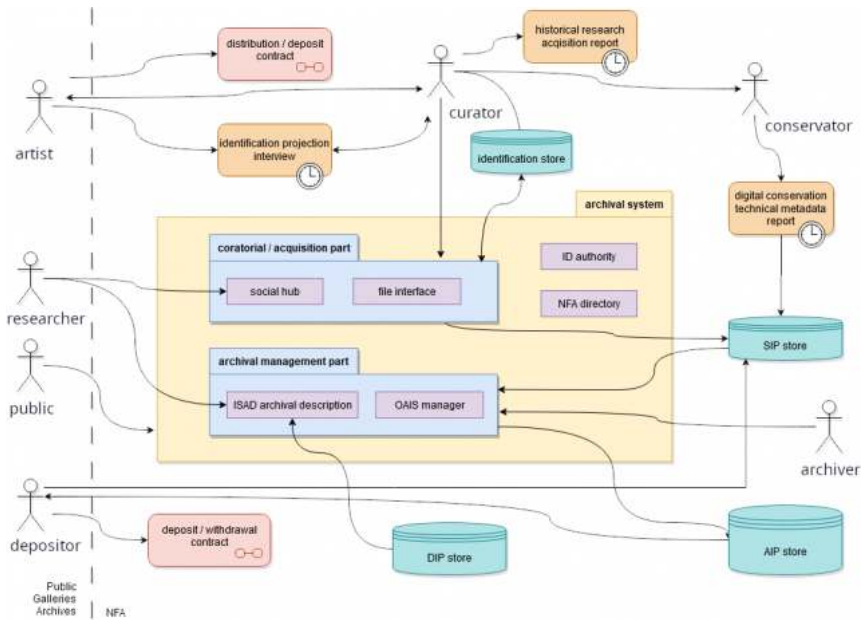 distribution / deposit
contract
historical research
acqisition report
artist
curator
conservator
identification projection
interview
identification store
digital conservation
technical metadata
report
archival system
coratorial / acquisition part
ID authority
social hub
file interface
NFA directory
researcher
SIP store
archival management part
public
ISAD archival description
OAIS manager
archiver
depositor
deposit / withdrawal
contract
DIP store
AIP store
Public
Galleries
Archives
NFA